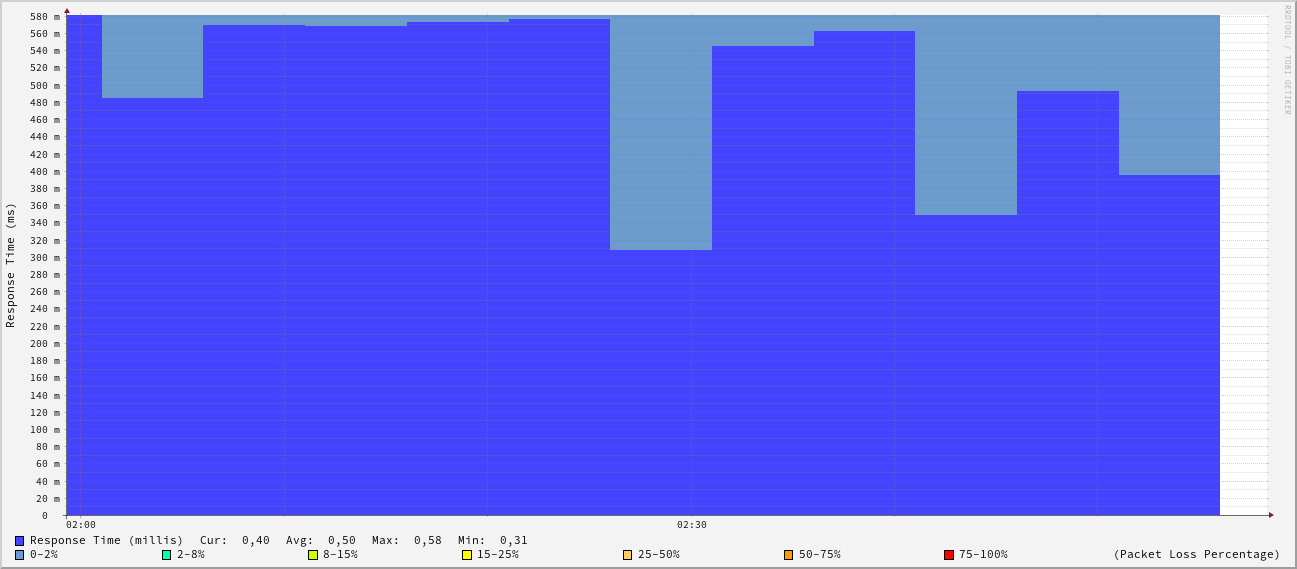 580 m
560 m
540 m
520 m
500 m
480 m
460 m
440 m
420 m
400 m
380 m
360 m
340 m
320 m
300 m
280 m
260 m
240 m
220 m
200 m
180 m
160 m
140 m
120 m
100 m
80 m
60 m
40 m
20 m
0
Response Time (ms)
RRDTOOL / TOBI OETIKER
02:00 02:30
Response Time (millis) Cur: 0,40 Avg: 0,50 Max: 0,58 Min: 0,31
0-2% 2-8% 8-15% 15-25% 25-50% 50-75% 75-100% (Packet Loss Percentage)